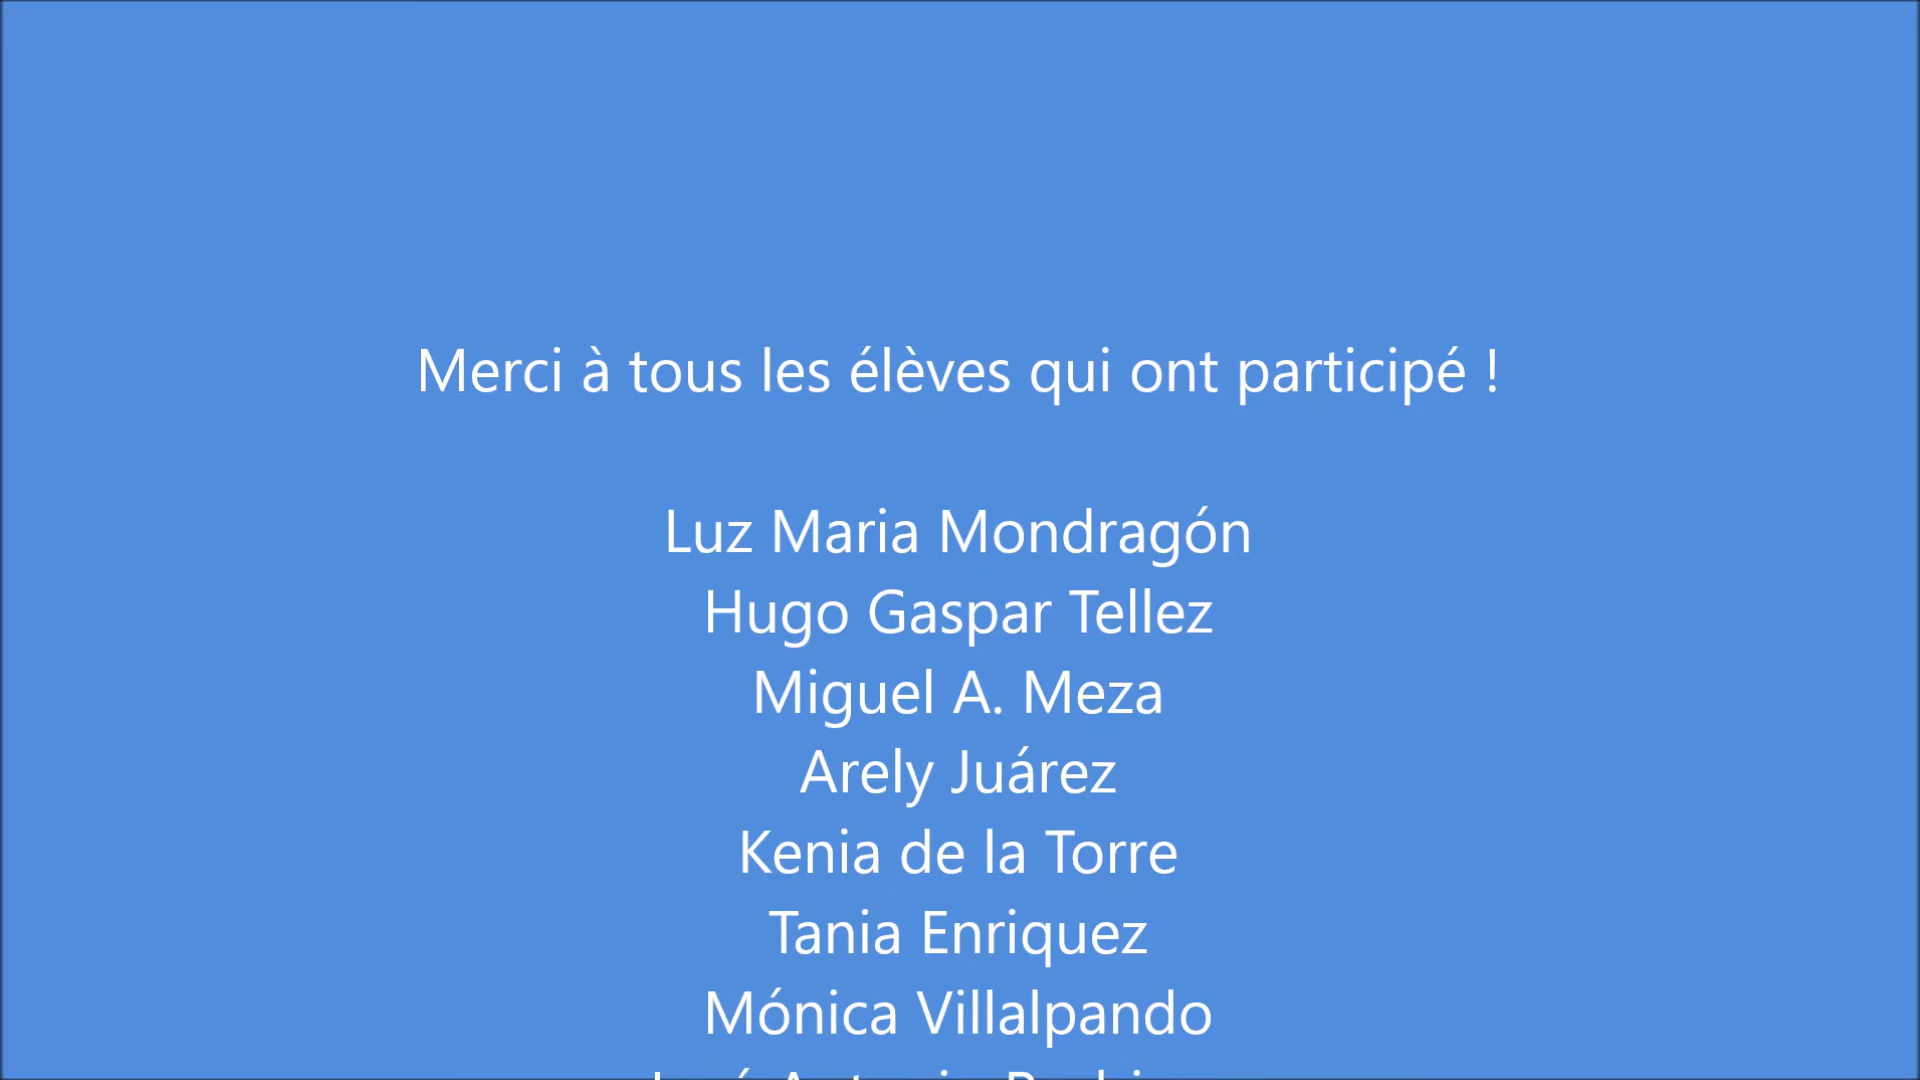 Merci à tous les élèves qui ont participé !
Luz Maria Mondragón
Hugo Gaspar Tellez
Miguel A. Meza
Arely Juárez
Kenia de la Torre
Tania Enriquez
Mónica Villalpando